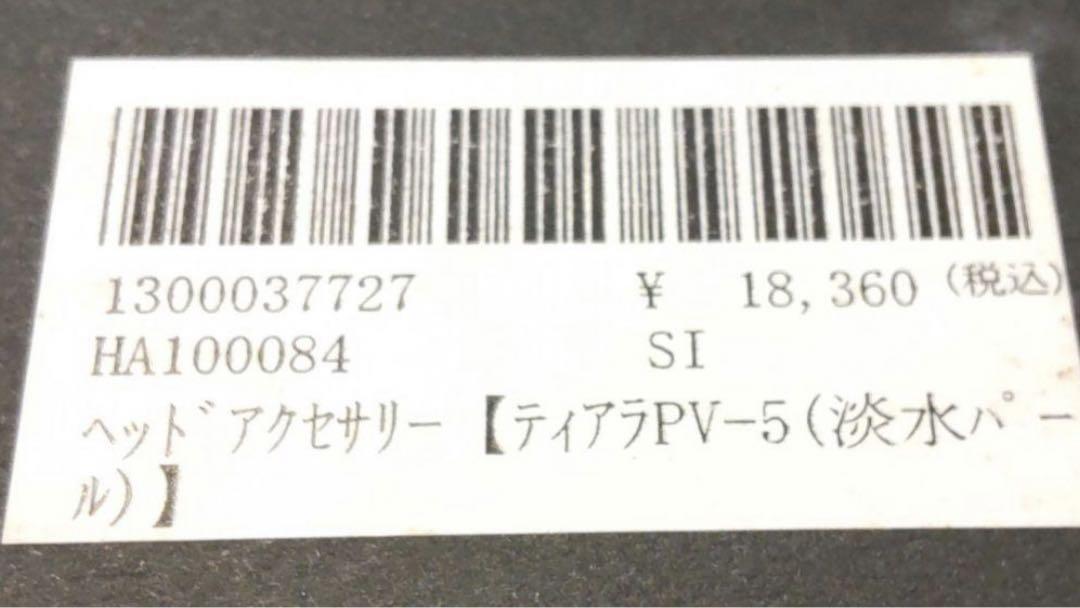 1300037727 ¥ 18,360 (税込)
HA100084 SI
ﾍｯﾄﾞｱｸｾｻﾘｰ【ﾃｨｱﾗPV-5(淡水ﾊﾟｰ
ﾙ)】